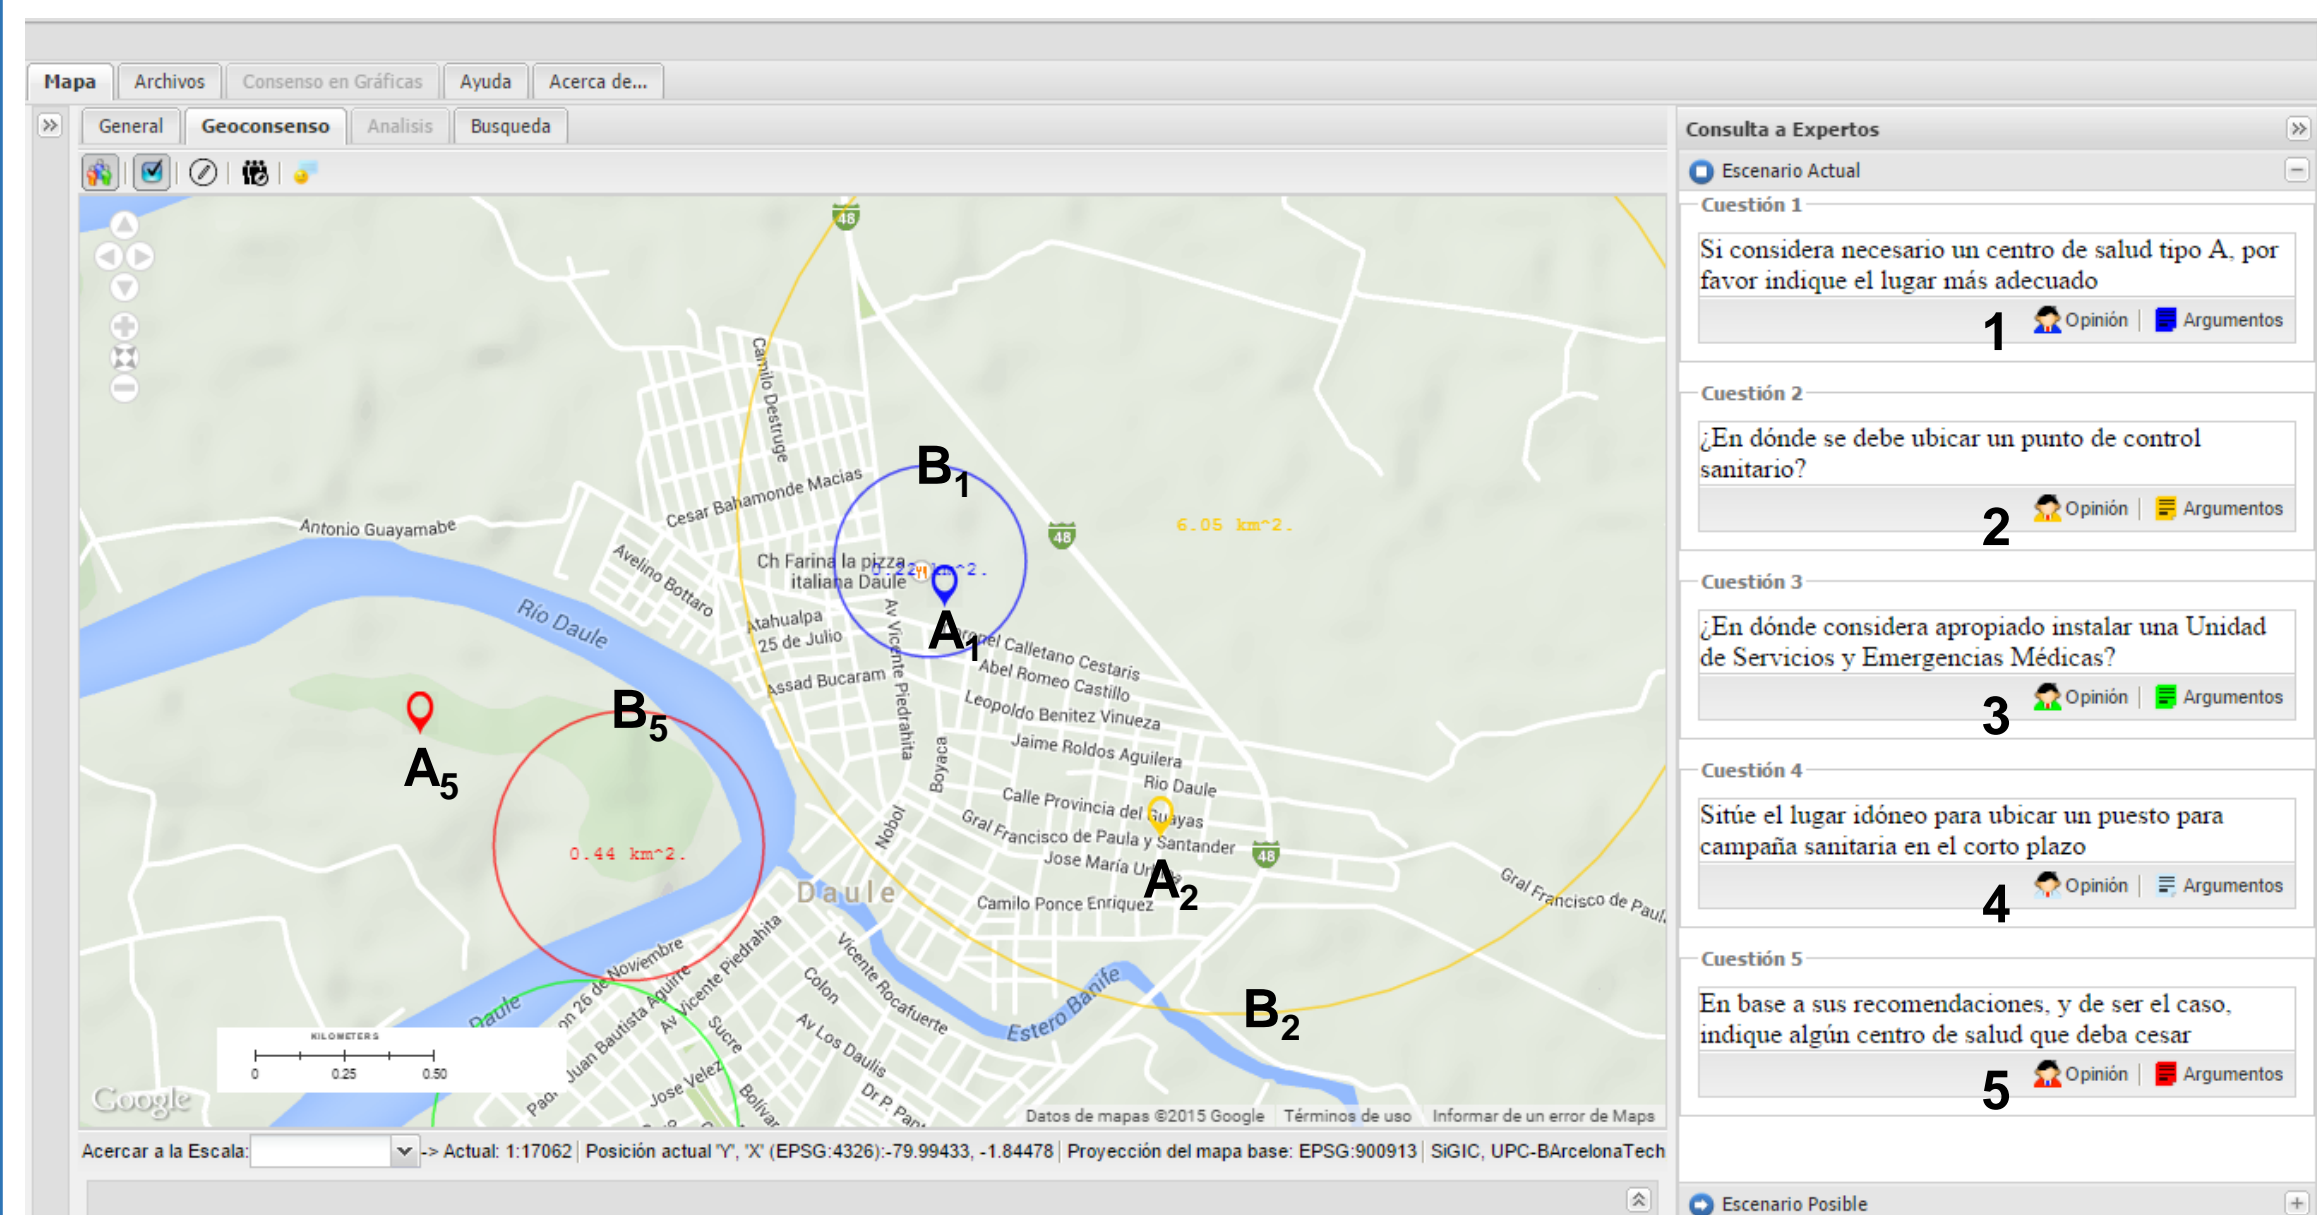 Mapa Archivos Consenso en Gráficas Ayuda Acerca de...
General Geoconsenso Analisis Busqueda
48
Camilo Destruge
B1
Cesar Bahamonde Macias
Antonio Guayamabe
6.05 km^2.
48
Avelino Bottaro
Ch Farina la pizza
italiana Daule
0.22 km^2.
Río Daule
Atahualpa
25 de Julio
Av Vicente Piedrahita
A1
Coronel Calletano Cestaris
Abel Romeo Castillo
Assad Bucaram
Leopoldo Benitez Vinueza
B5
A5
Boyaca
Jaime Roldos Aguilera
Rio Daule
Calle Provincia del Guayas
Nobol
Gral Francisco de Paula y Santander
0.44 km^2.
Jose María
48
A2
Daule
Camilo Ponce Enriquez
Gral Francisco de Paul
26 de Noviembre
Av Vicente Piedrahita
Vicente Rocafuerte
Colon
Estero Banife
B2
Daule
Juan Bautista Aguirre
Sucre
Av Los Daulis
KILOMETERS
0 0.25 0.50
Jose Velez
Bolívar
Dr P.
Google
Datos de mapas ©2015 Google Términos de uso Informar de un error de Maps
Acercar a la Escala: -> Actual: 1:17062 Posición actual 'Y', 'X' (EPSG:4326):-79.99433, -1.84478 Proyección del mapa base: EPSG:900913 SiGIC, UPC-BArcelonaTech
Consulta a Expertos
Escenario Actual
Cuestión 1
Si considera necesario un centro de salud tipo A, por
favor indique el lugar más adecuado
1 Opinión Argumentos
Cuestión 2
¿En dónde se debe ubicar un punto de control
sanitario?
2 Opinión Argumentos
Cuestión 3
¿En dónde considera apropiado instalar una Unidad
de Servicios y Emergencias Médicas?
3 Opinión Argumentos
Cuestión 4
Sitúe el lugar idóneo para ubicar un puesto para
campaña sanitaria en el corto plazo
4 Opinión Argumentos
Cuestión 5
En base a sus recomendaciones, y de ser el caso,
indique algún centro de salud que deba cesar
5 Opinión Argumentos
Escenario Posible